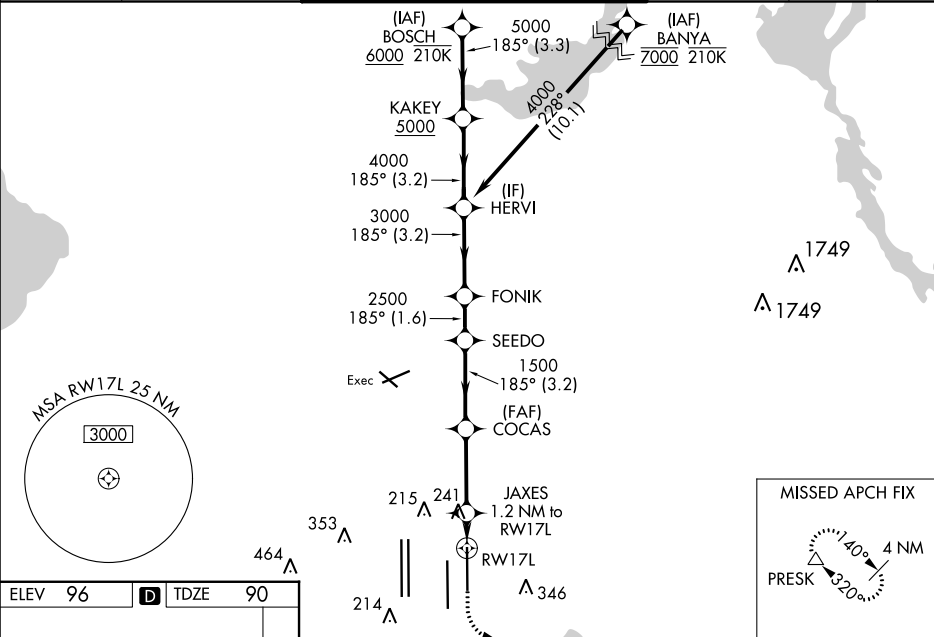 (IAF)
BOSCH
6000 210K
5000
185° (3.3)
(IAF)
BANYA
7000 210K
4000
228°
(10.1)
KAKEY
5000
4000
185° (3.2)
(IF)
HERVI
3000
185° (3.2)
1749
1749
FONIK
2500
185° (1.6)
SEEDO
1500
185° (3.2)
Exec
(FAF)
COCAS
MSA RW17L 25 NM
3000
JAXES
1.2 NM to
RW17L
215
241
353
464
RW17L
346
214
MISSED APCH FIX
140°
4 NM
PRESK
320°
ELEV 96
D
TDZE 90